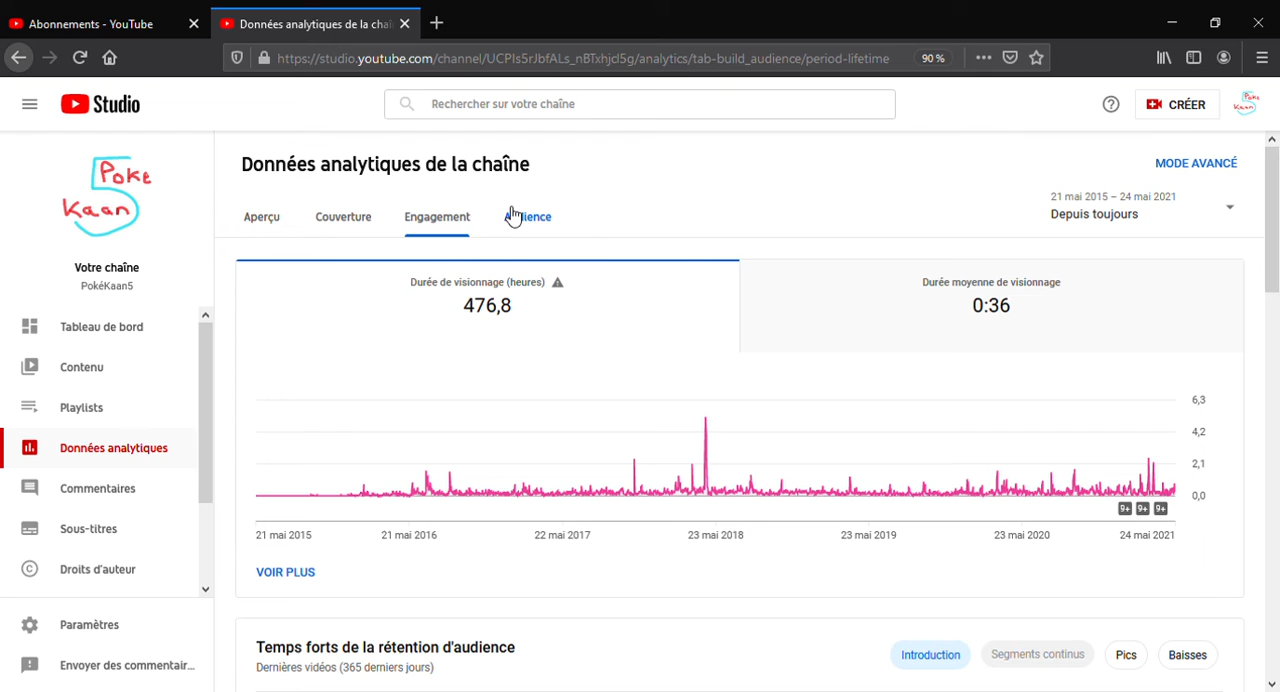 Abonnements - YouTube
Données analytiques de la chaî
https://studio.youtube.com/channel/UCPIs5rJbfALs_nBTxhjcl5g/analytics/tab-build_audience/period-lifetime
90 %
Studio
Rechercher sur votre chaîne
CRÉER
Poke
Kaan
5
Votre chaîne
PokéKaan5
Tableau de bord
Contenu
Playlists
Données analytiques
Commentaires
Sous-titres
Droits d'auteur
Paramètres
Envoyer des commentair...
Données analytiques de la chaîne
MODE AVANCÉ
Aperçu
Couverture
Engagement
Audience
21 mai 2015 – 24 mai 2021
Depuis toujours
Durée de visionnage (heures)
476,8
Durée moyenne de visionnage
0:36
6,3
4,2
2,1
0,0
9+ 9+ 9+
21 mai 2015
21 mai 2016
22 mai 2017
23 mai 2018
23 mai 2019
23 mai 2020
24 mai 2021
VOIR PLUS
Temps forts de la rétention d'audience
Dernières vidéos (365 derniers jours)
Introduction
Segments continus
Pics
Baisses